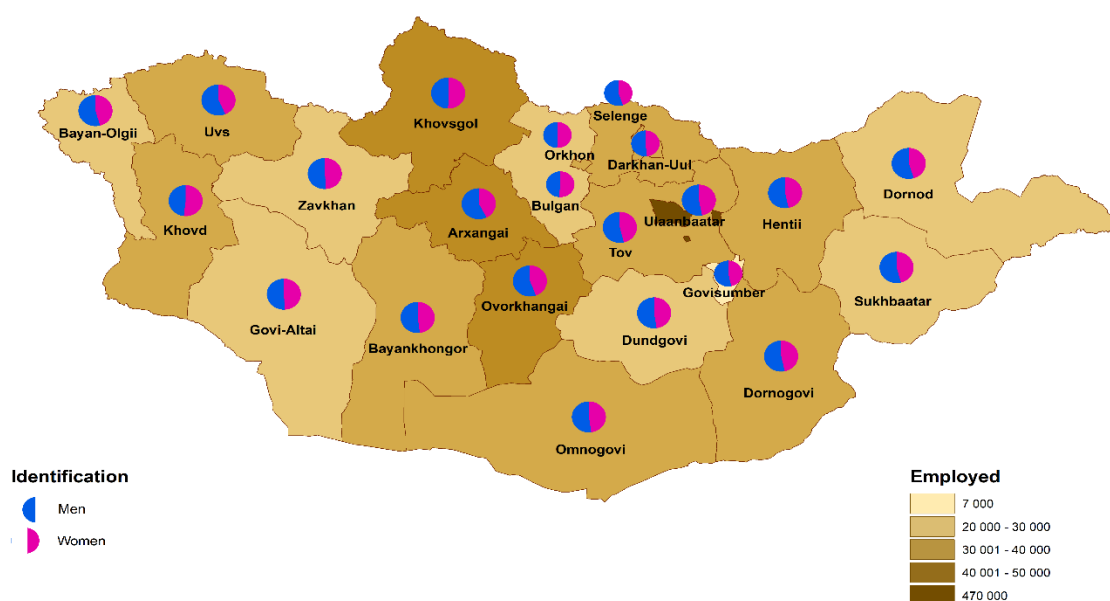 Selenge
Bayan-Olgii
Uvs
Khovsgol
Orkhon
Darkhan-Uul
Zavkhan
Bulgan
Dornod
Khovd
Arxangai
Ulaanbaatar
Hentii
Tov
Govisumber
Sukhbaatar
Ovorkhangai
Govi-Altai
Bayankhongor
Dundgovi
Dornogovi
Omnogovi
Identification
Men
Women
Employed
7 000
20 000 - 30 000
30 001 - 40 000
40 001 - 50 000
470 000